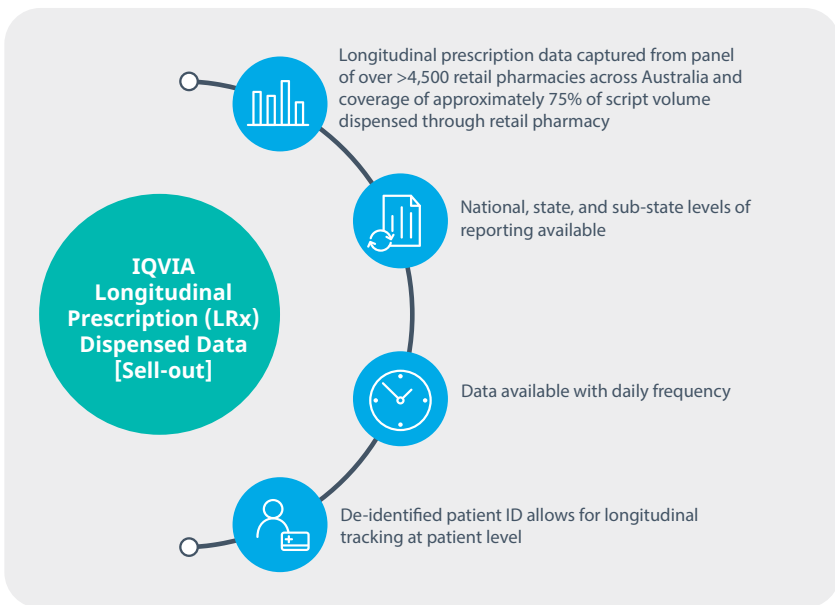 Longitudinal prescription data captured from panel
of over >4,500 retail pharmacies across Australia and
coverage of approximately 75% of script volume
dispensed through retail pharmacy
National, state, and sub-state levels of
reporting available
IQVIA
Longitudinal
Prescription (LRx)
Dispensed Data
[Sell-out]
Data available with daily frequency
De-identified patient ID allows for longitudinal
tracking at patient level